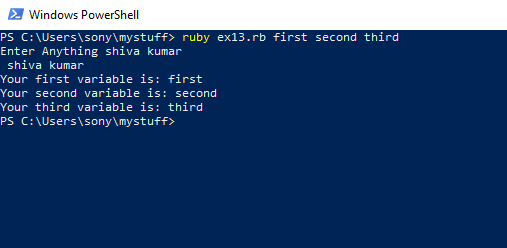 Windows PowerShell
PS C:\Users\sony\mystuff> ruby ex13.rb first second third
Enter Anything shiva kumar
 shiva kumar
Your first variable is: first
Your second variable is: second
Your third variable is: third
PS C:\Users\sony\mystuff>